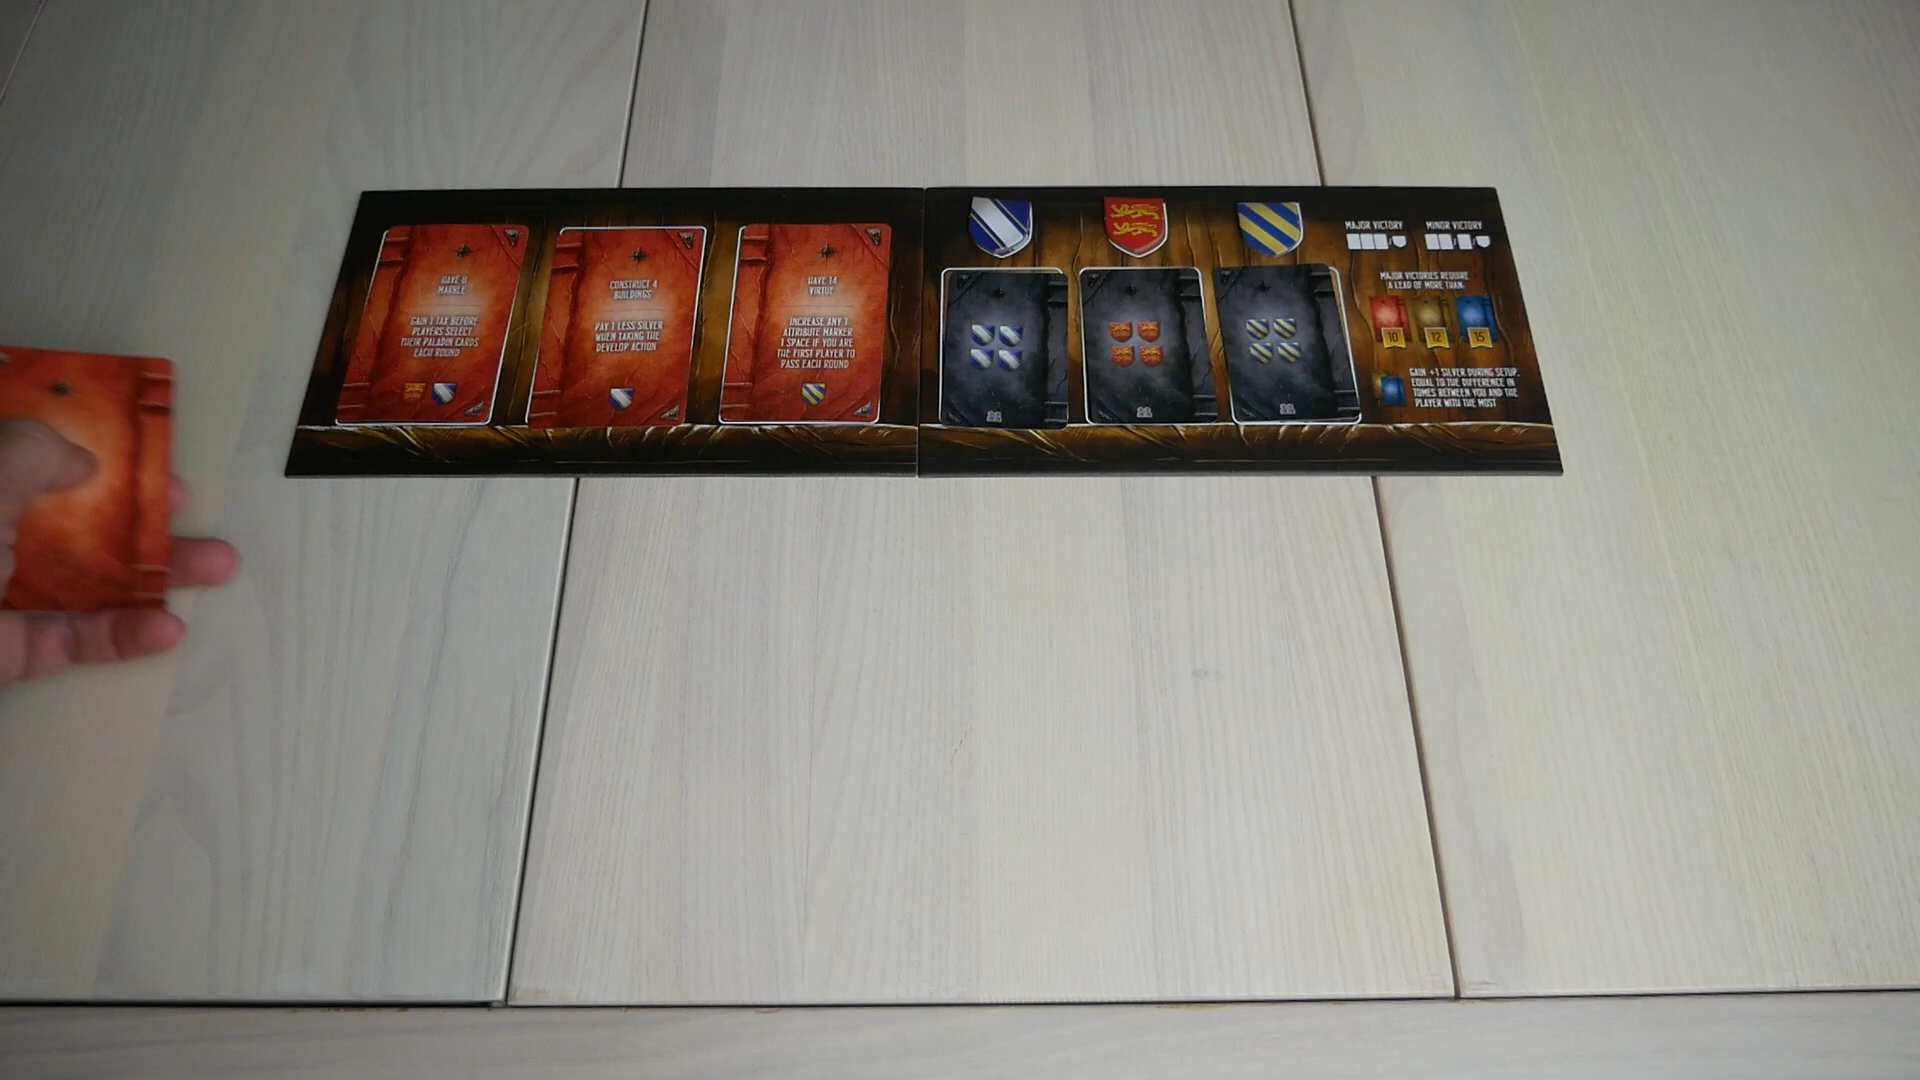 HAVE 8
MARBLE
GAIN 1 TAX BEFORE
PLAYERS SELECT
THEIR PALADIN CARDS
EACH ROUND
CONSTRUCT 4
BUILDINGS
PAY 1 LESS SILVER
WHEN TAKING THE
DEVELOP ACTION
HAVE 14
VIRTUE
INCREASE ANY 1
ATTRIBUTE MARKER
1 SPACE IF YOU ARE
THE FIRST PLAYER TO
PASS EACH ROUND
MAJOR VICTORY
MINOR VICTORY
MAJOR VICTORIES REQUIRE
A LEAD OF MORE THAN:
10
12
15
GAIN +1 SILVER DURING SETUP,
EQUAL TO THE DIFFERENCE IN
TOMES BETWEEN YOU AND THE
PLAYER WITH THE MOST